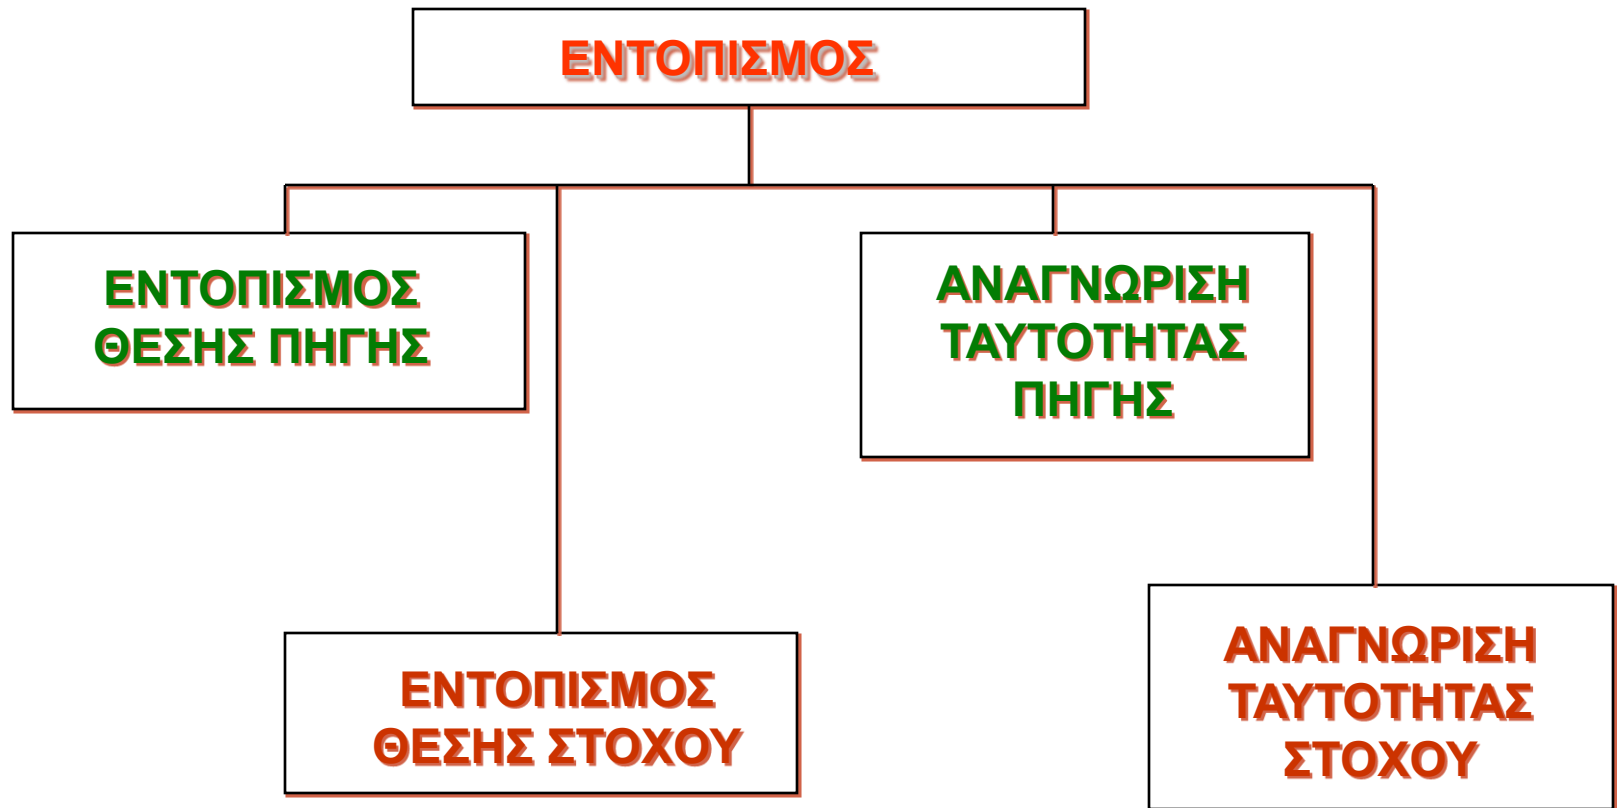 ΕΝΤΟΠΙΣΜΟΣ
ΕΝΤΟΠΙΣΜΟΣ
ΘΕΣΗΣ ΠΗΓΗΣ
ΑΝΑΓΝΩΡΙΣΗ
ΤΑΥΤΟΤΗΤΑΣ
ΠΗΓΗΣ
ΕΝΤΟΠΙΣΜΟΣ
ΘΕΣΗΣ ΣΤΟΧΟΥ
ΑΝΑΓΝΩΡΙΣΗ
ΤΑΥΤΟΤΗΤΑΣ
ΣΤΟΧΟΥ